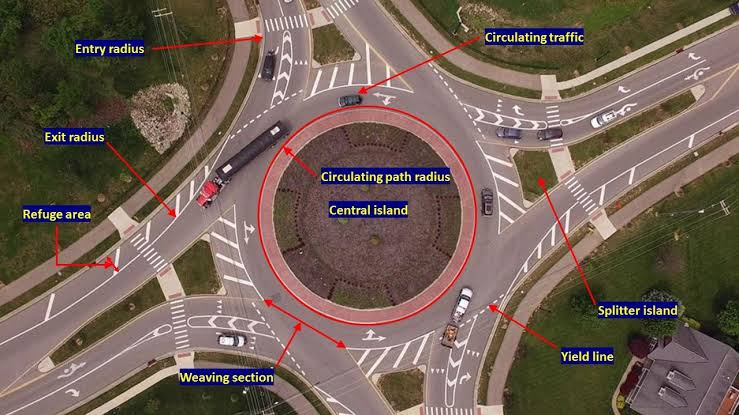 Entry radius
Circulating traffic
Exit radius
Circulating path radius
Central island
Refuge area
Splitter island
Yield line
Weaving section